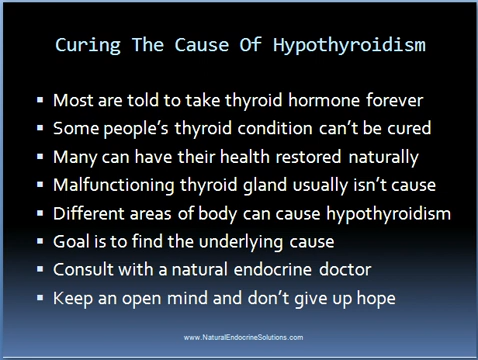 Curing The Cause Of Hypothyroidism
▪ Most are told to take thyroid hormone forever
▪ Some people's thyroid condition can't be cured
▪ Many can have their health restored naturally
▪ Malfunctioning thyroid gland usually isn't cause
▪ Different areas of body can cause hypothyroidism
▪ Goal is to find the underlying cause
▪ Consult with a natural endocrine doctor
▪ Keep an open mind and don't give up hope
www.NaturalEndocrineSolutions.com